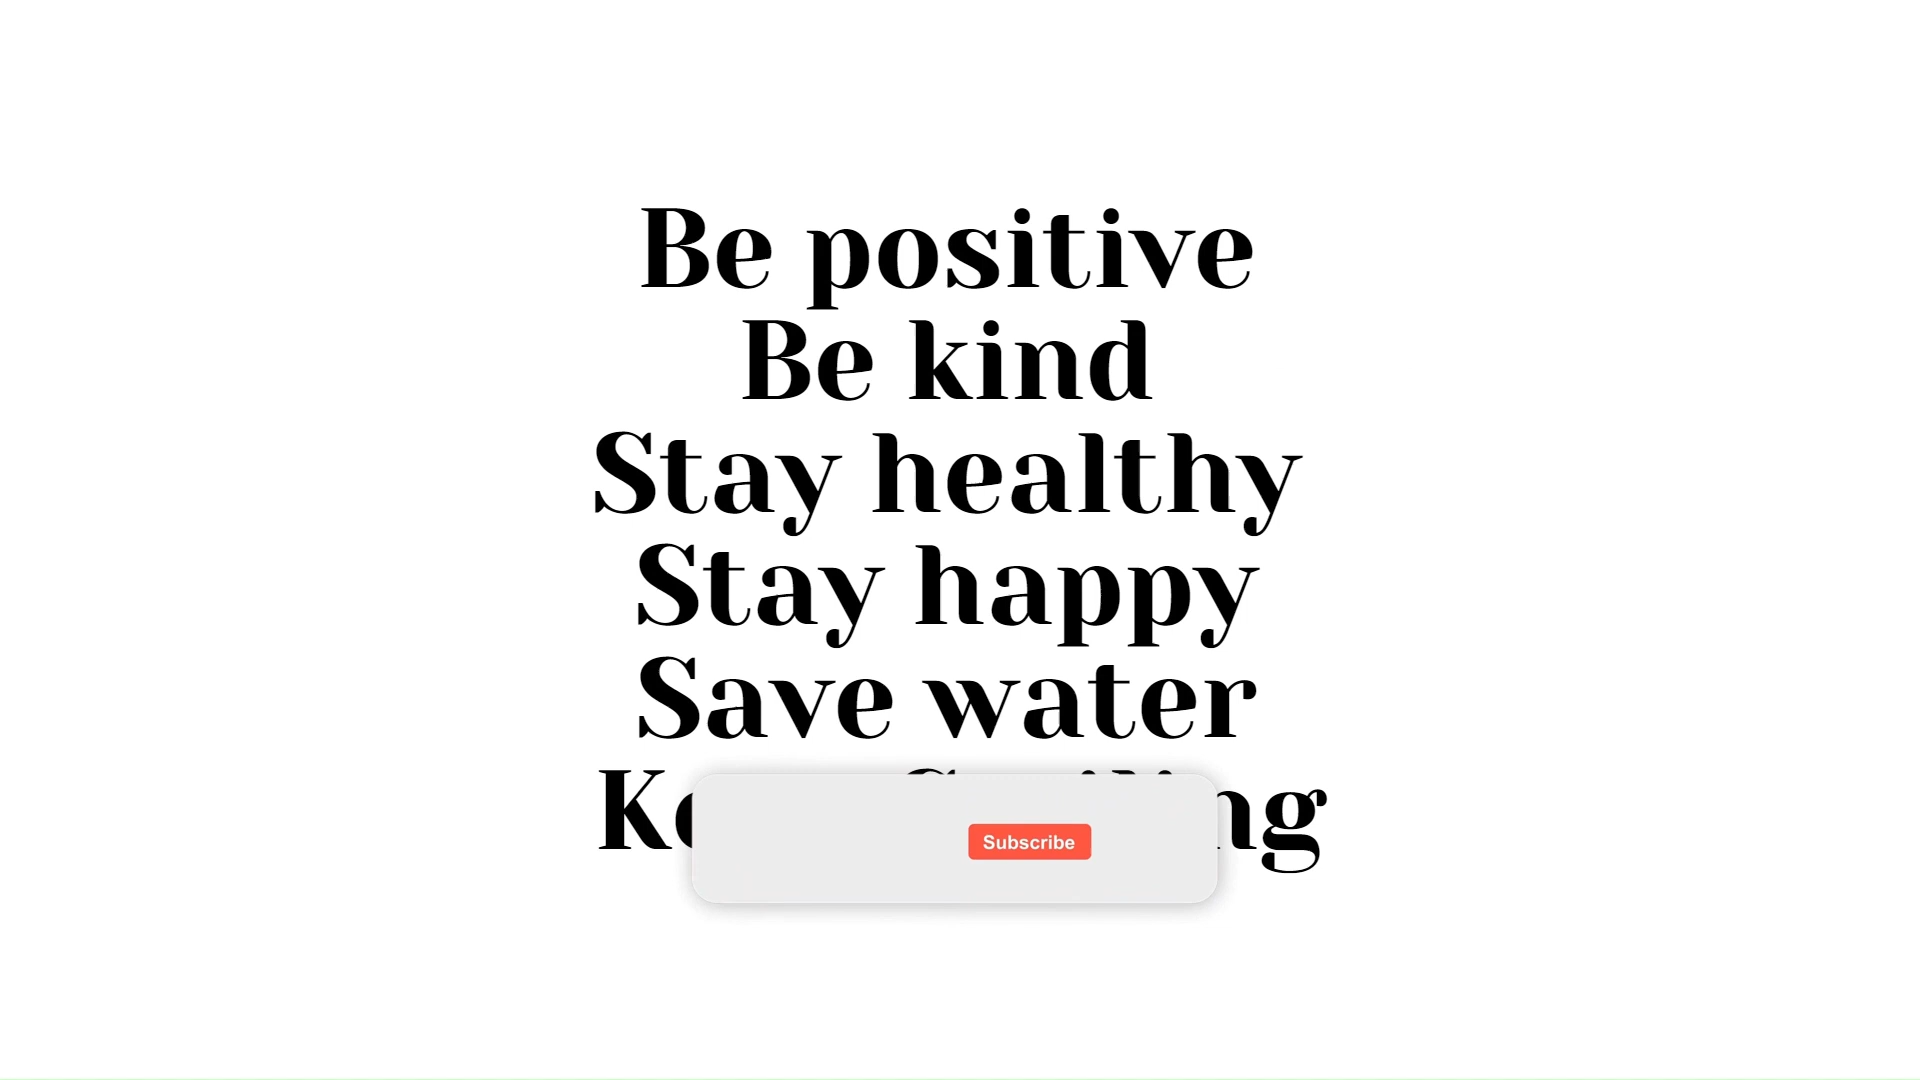 Be positive
Be kind
Stay healthy
Stay happy
Save water
Subscribe